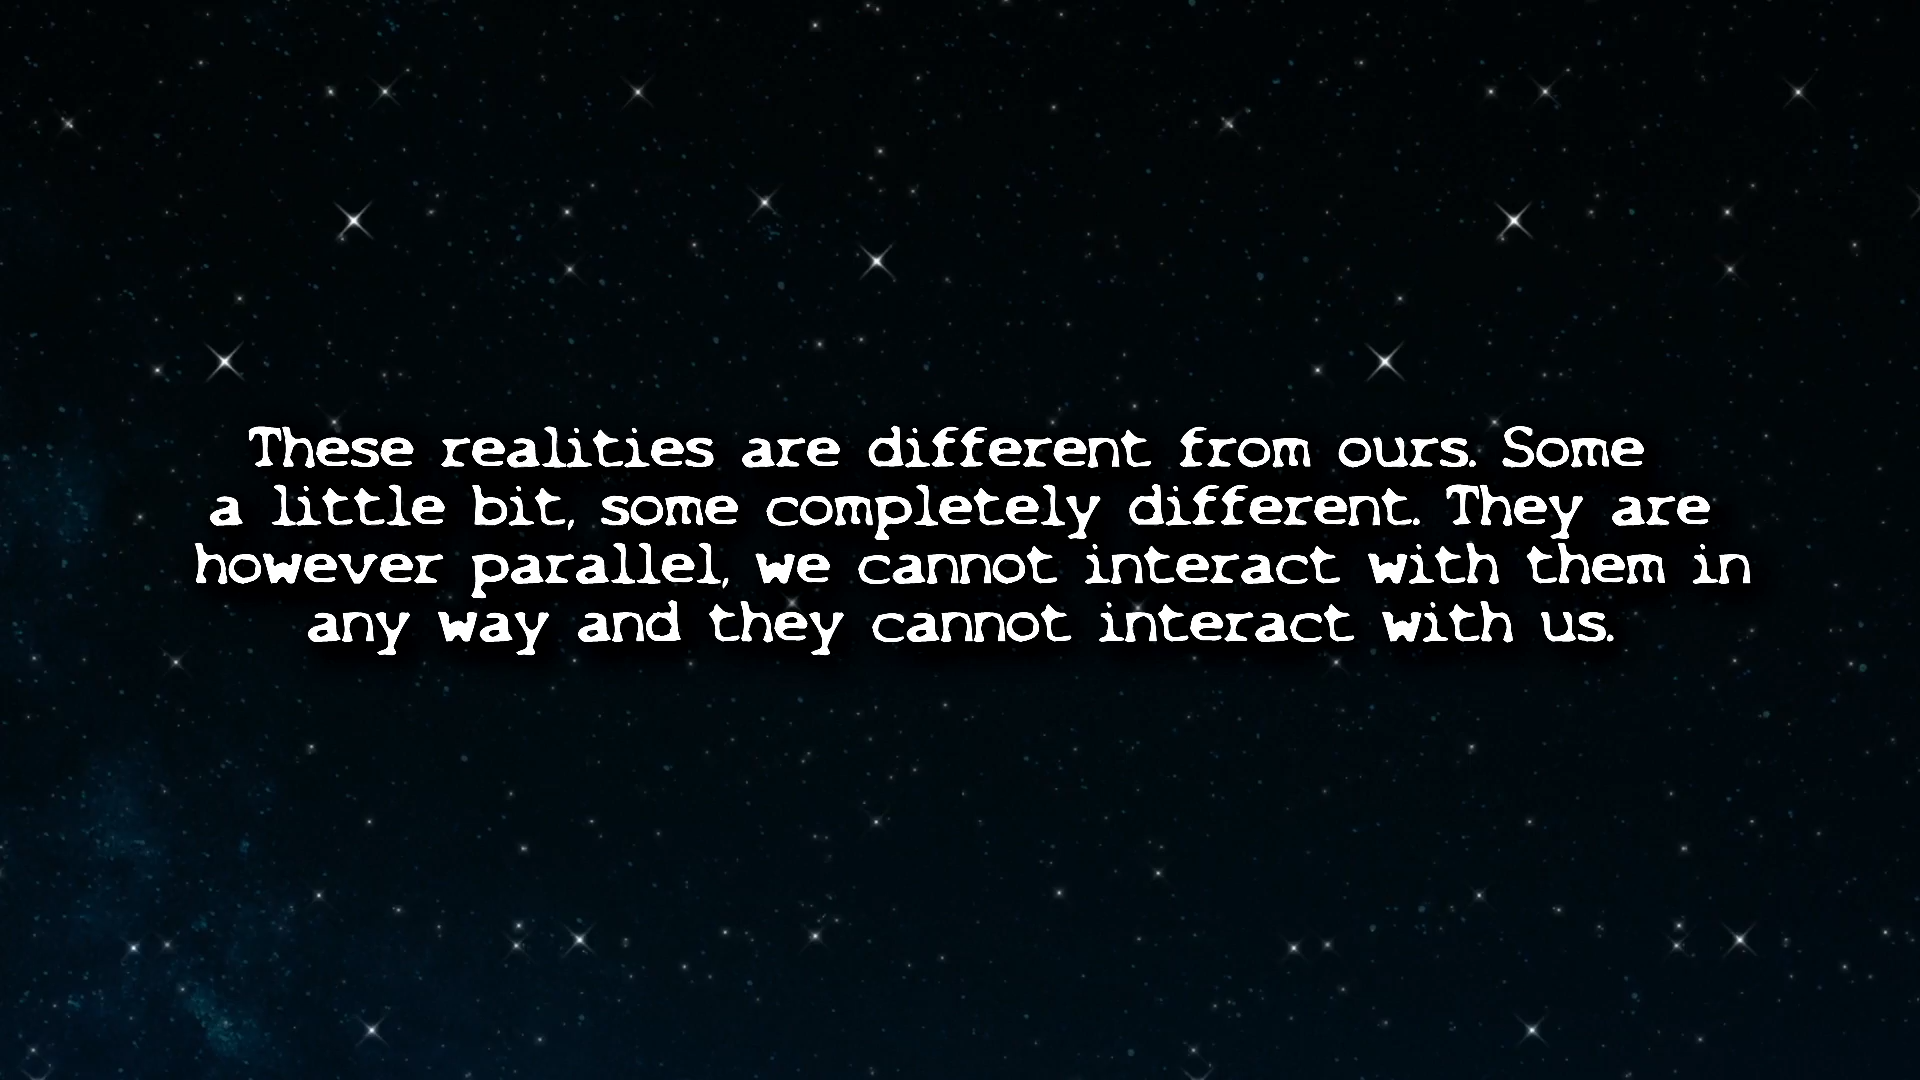 These realities are different from ours. Some
a little bit, some completely different. They are
however parallel, we cannot interact with them in
any way and they cannot interact with us.